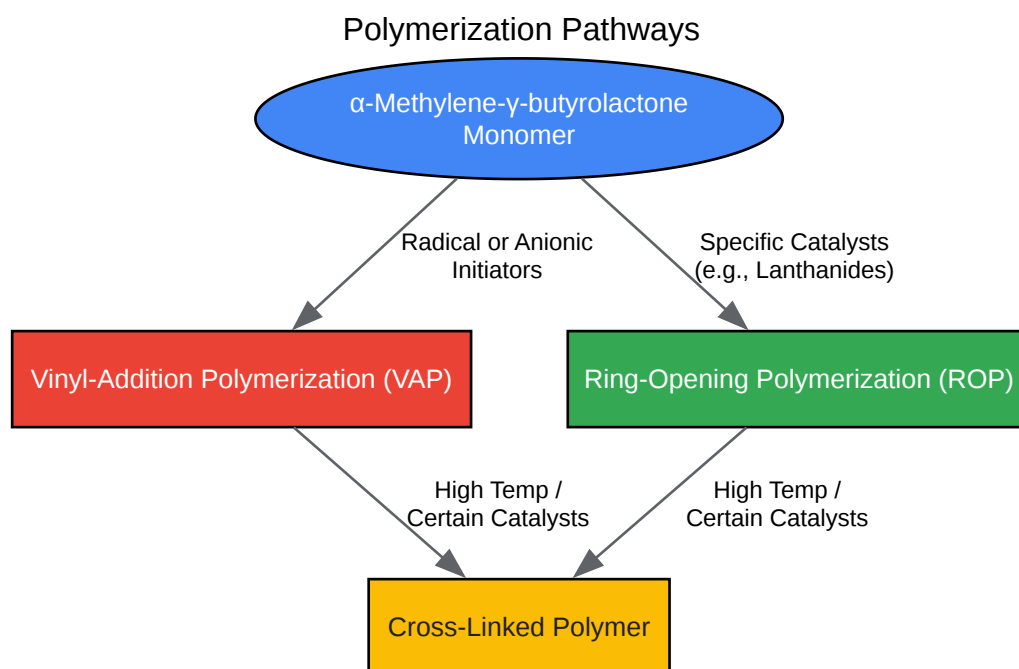 Polymerization Pathways
α-Methylene-γ-butyrolactone
Monomer
Radical or Anionic
Initiators
Specific Catalysts
(e.g., Lanthanides)
Vinyl-Addition Polymerization (VAP)
Ring-Opening Polymerization (ROP)
High Temp /
Certain Catalysts
High Temp /
Certain Catalysts
Cross-Linked Polymer